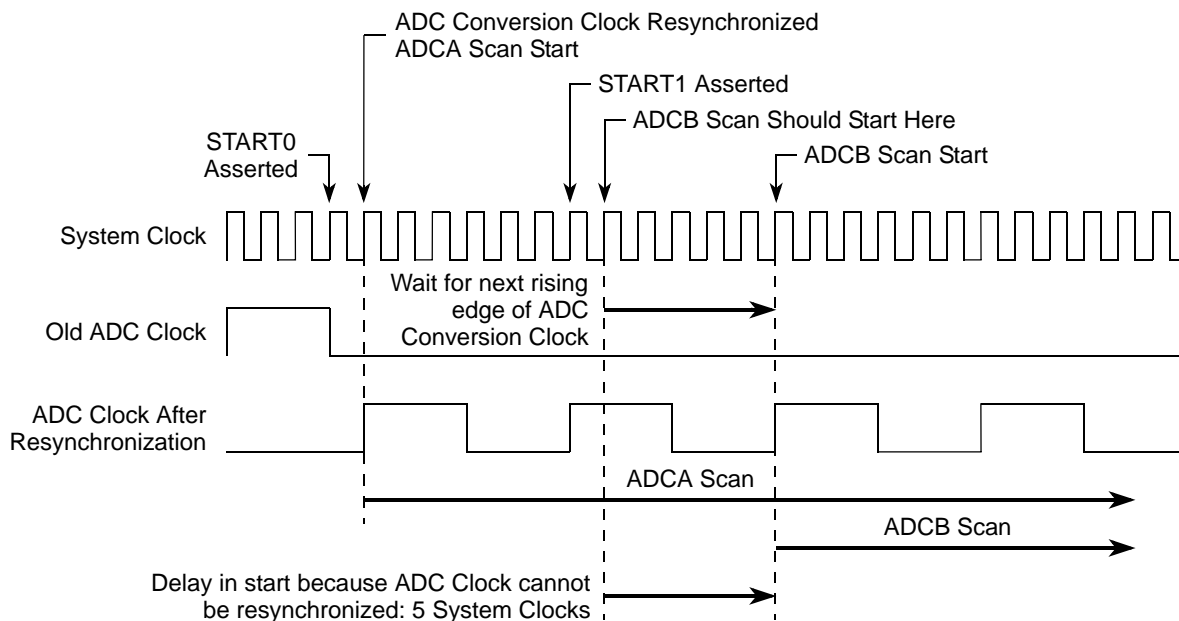 ADC Conversion Clock Resynchronized
ADCA Scan Start
START1 Asserted
ADCB Scan Should Start Here
START0
Asserted
ADCB Scan Start
System Clock
Wait for next rising
edge of ADC
Conversion Clock
Old ADC Clock
ADC Clock After
Resynchronization
ADCA Scan
ADCB Scan
Delay in start because ADC Clock cannot
be resynchronized: 5 System Clocks